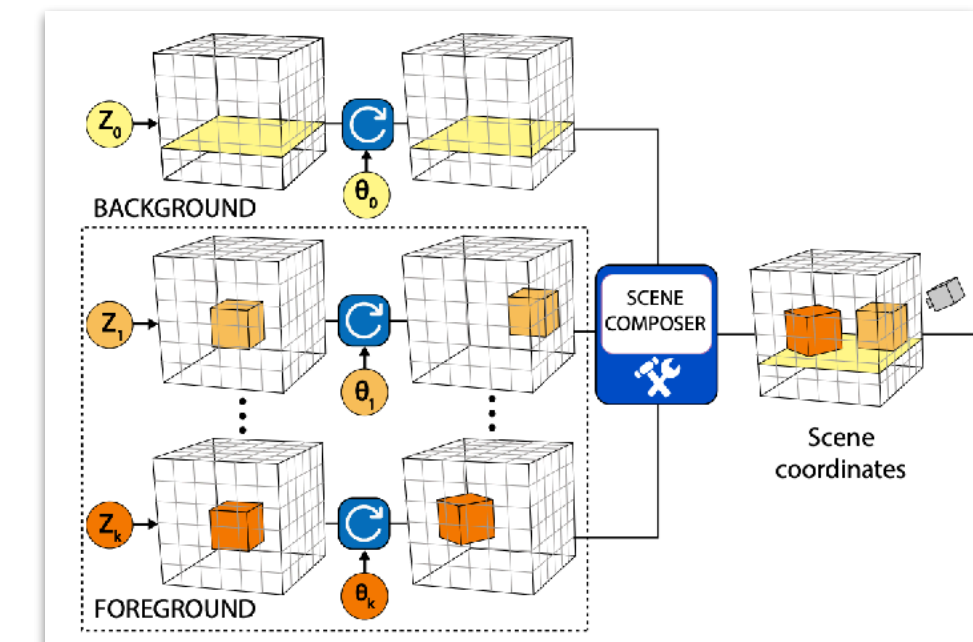 Z₀
θ₀
BACKGROUND
Z₁
θ₁
SCENE
COMPOSER
Scene
coordinates
Zₖ
θₖ
FOREGROUND